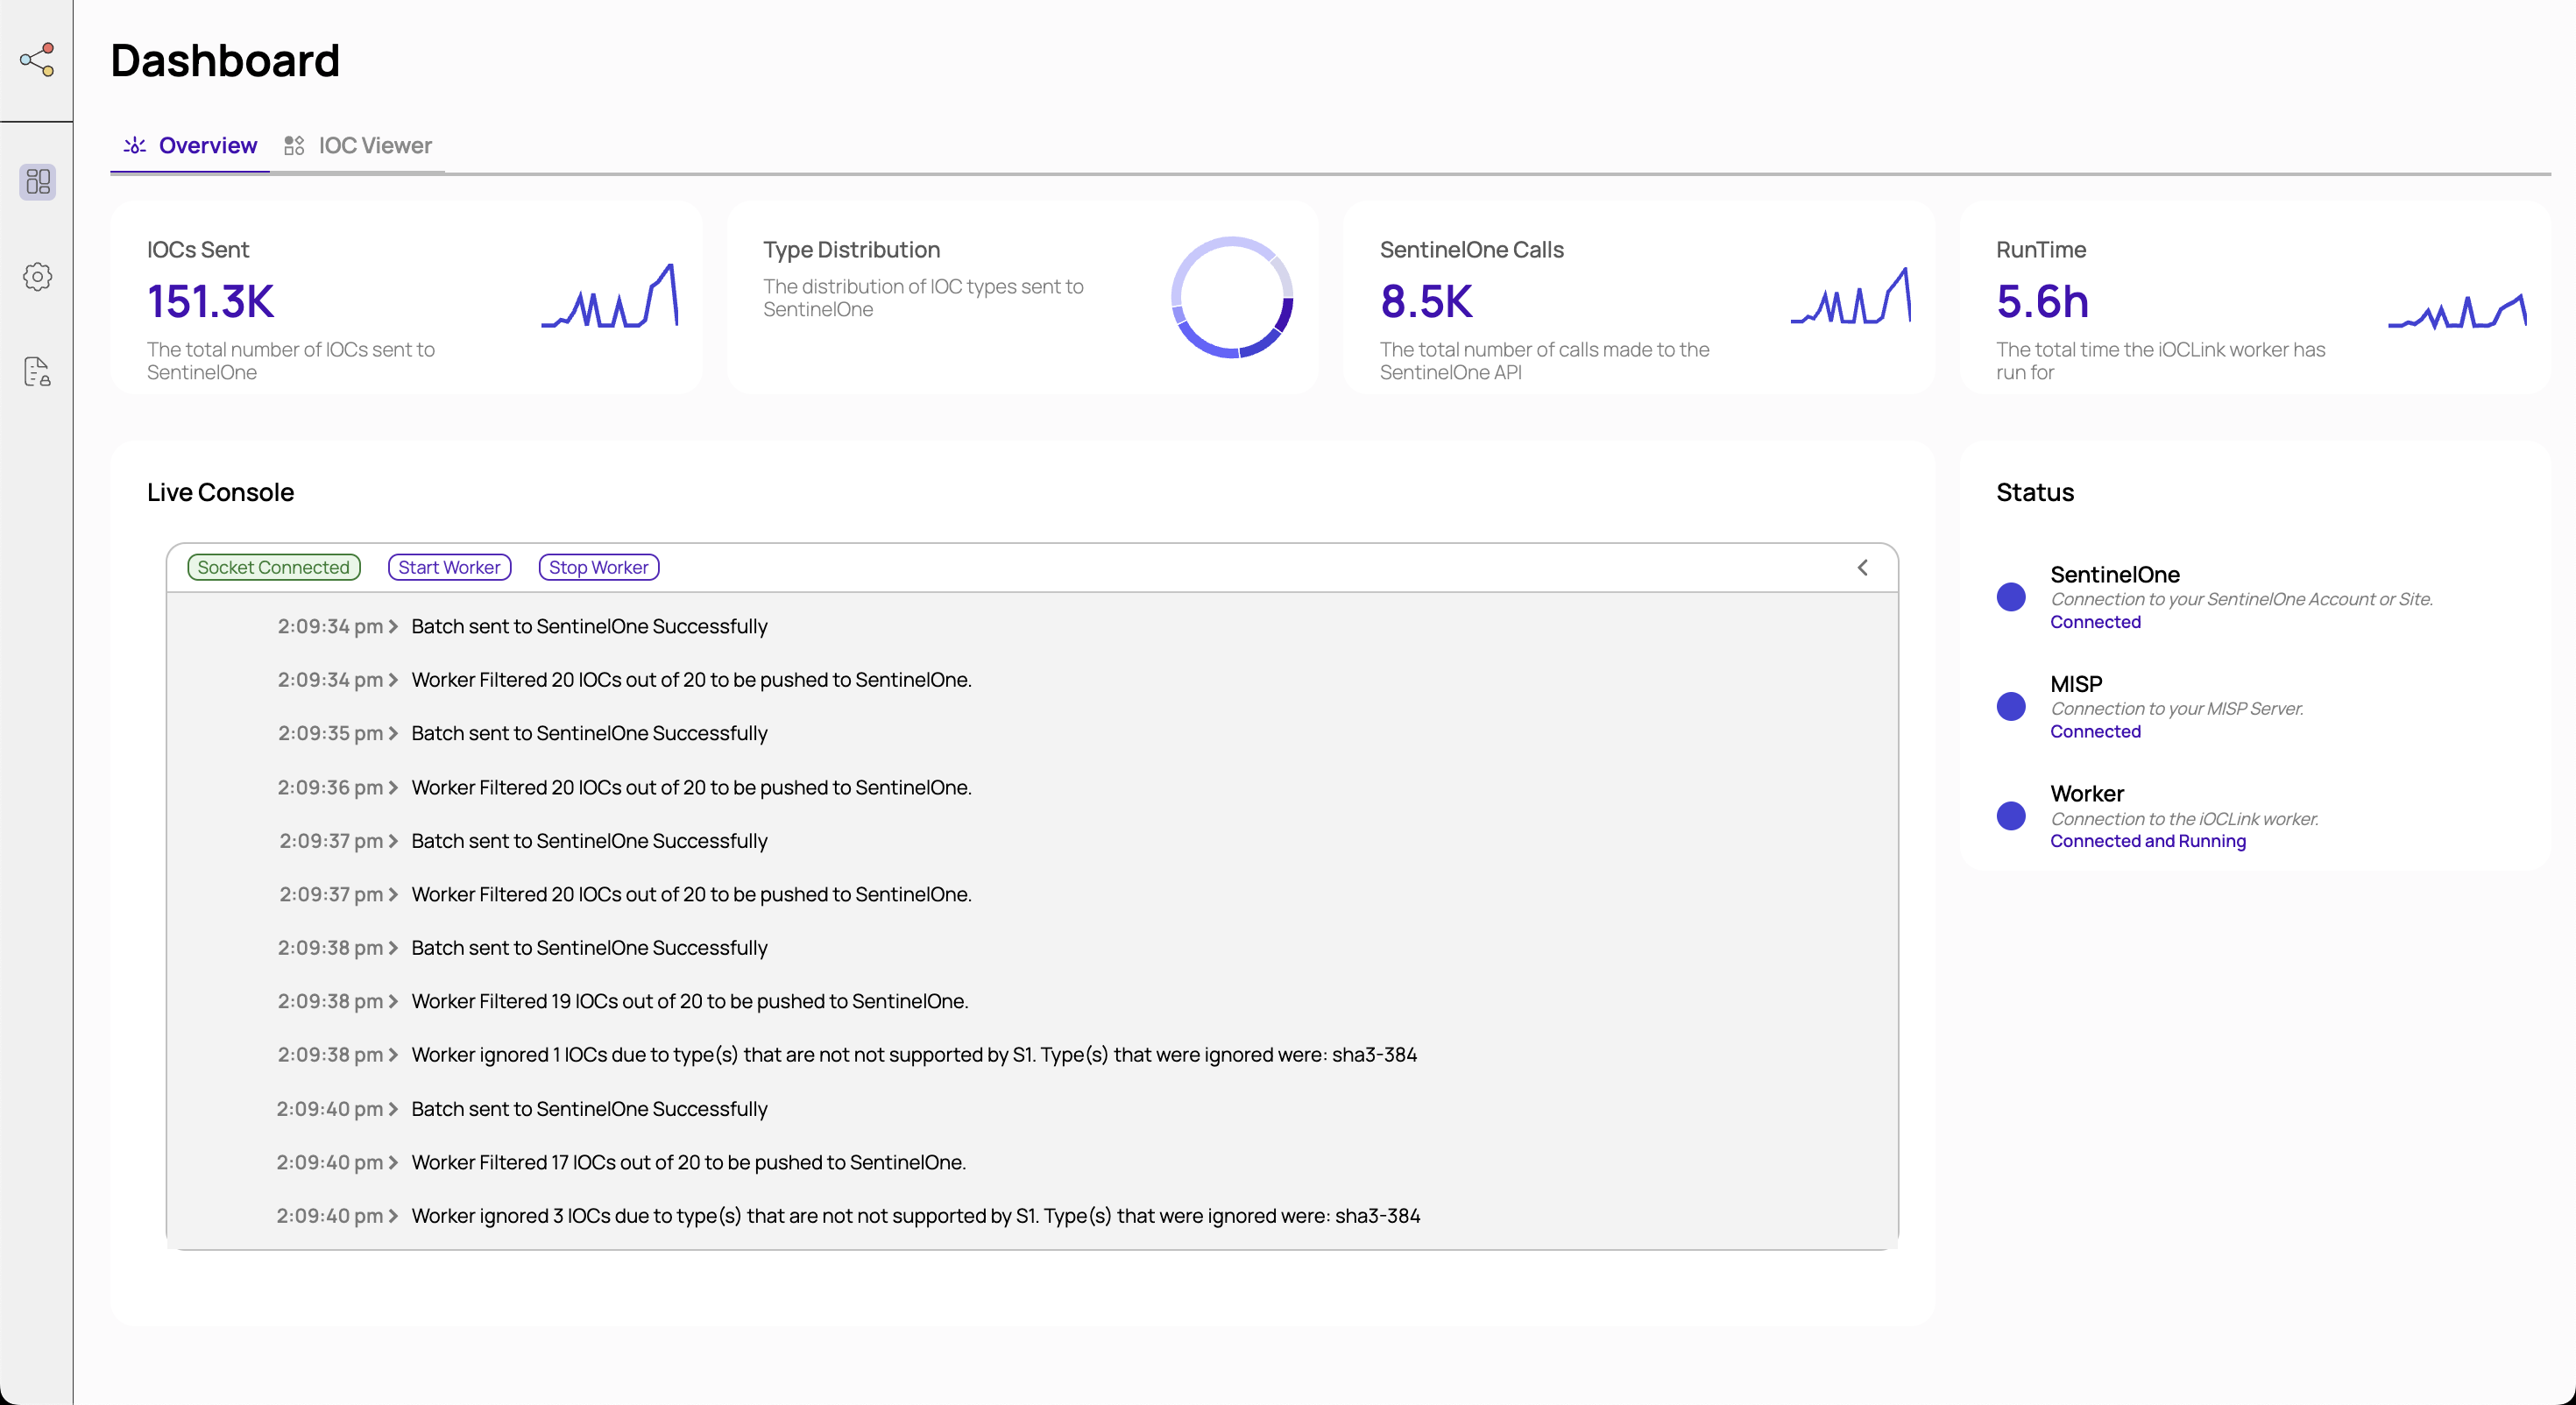 Dashboard
Overview
IOC Viewer
IOCs Sent
151.3K
The total number of IOCs sent to
SentinelOne
Type Distribution
The distribution of IOC types sent to
SentinelOne
SentinelOne Calls
8.5K
The total number of calls made to the
SentinelOne API
RunTime
5.6h
The total time the iOCLink worker has
run for
Live Console
Socket Connected
Start Worker
Stop Worker
2:09:34 pm > Batch sent to SentinelOne Successfully
2:09:34 pm > Worker Filtered 20 IOCs out of 20 to be pushed to SentinelOne.
2:09:35 pm > Batch sent to SentinelOne Successfully
2:09:36 pm > Worker Filtered 20 IOCs out of 20 to be pushed to SentinelOne.
2:09:37 pm > Batch sent to SentinelOne Successfully
2:09:37 pm > Worker Filtered 20 IOCs out of 20 to be pushed to SentinelOne.
2:09:38 pm > Batch sent to SentinelOne Successfully
2:09:38 pm > Worker Filtered 19 IOCs out of 20 to be pushed to SentinelOne.
2:09:38 pm > Worker ignored 1 IOCs due to type(s) that are not not supported by S1. Type(s) that were ignored were: sha3-384
2:09:40 pm > Batch sent to SentinelOne Successfully
2:09:40 pm > Worker Filtered 17 IOCs out of 20 to be pushed to SentinelOne.
2:09:40 pm > Worker ignored 3 IOCs due to type(s) that are not not supported by S1. Type(s) that were ignored were: sha3-384
Status
SentinelOne
Connection to your SentinelOne Account or Site.
Connected
MISP
Connection to your MISP Server.
Connected
Worker
Connection to the iOCLink worker.
Connected and Running